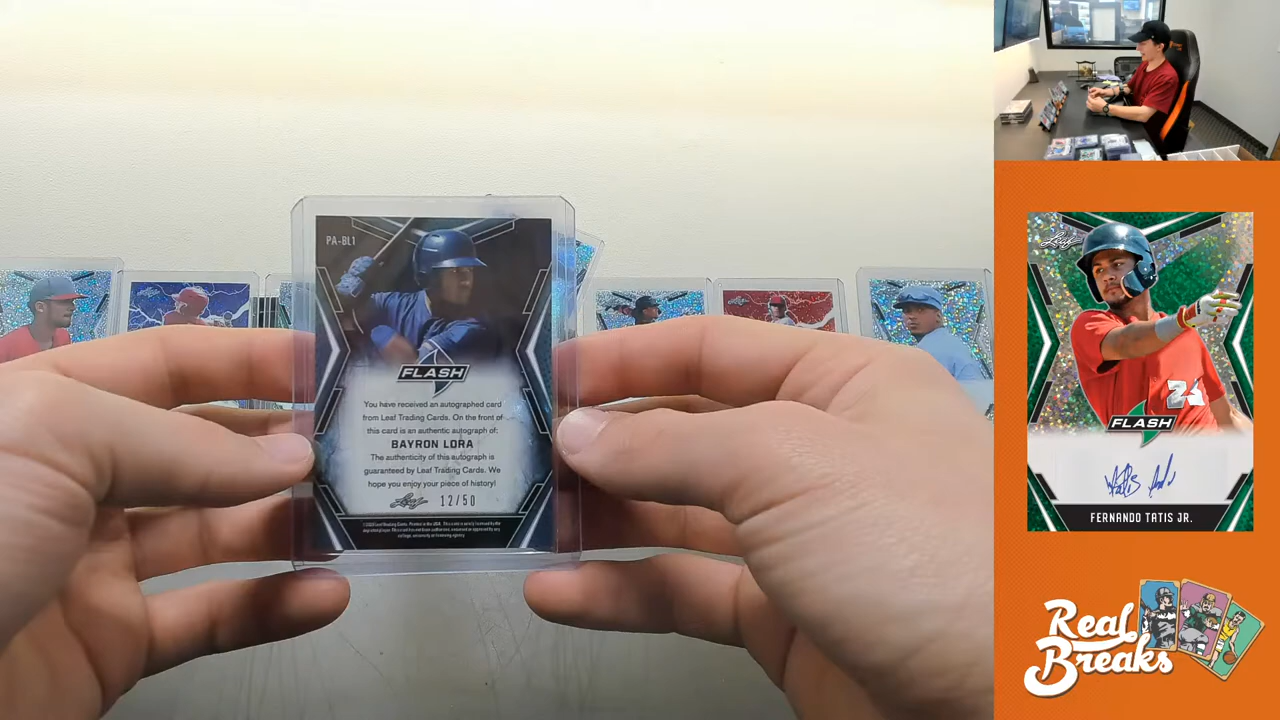 PA-BL1
FLASH
You have received an autographed card
from Leaf Trading Cards. On the front of
this card is an authentic autograph of:
BAYRON LORA
The authenticity of this autograph is
guaranteed by Leaf Trading Cards. We
hope you enjoy your piece of history!
Leaf 12/50
Leaf
FLASH
FERNANDO TATIS JR.
Real
Breaks